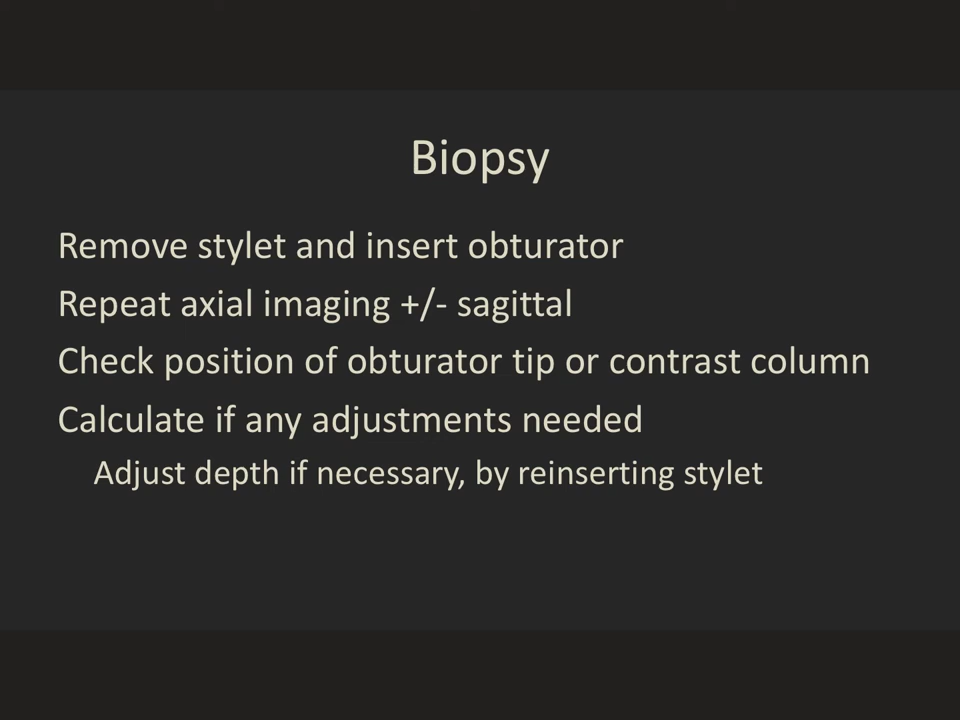 Biopsy
Remove stylet and insert obturator
Repeat axial imaging +/- sagittal
Check position of obturator tip or contrast column
Calculate if any adjustments needed
Adjust depth if necessary, by reinserting stylet